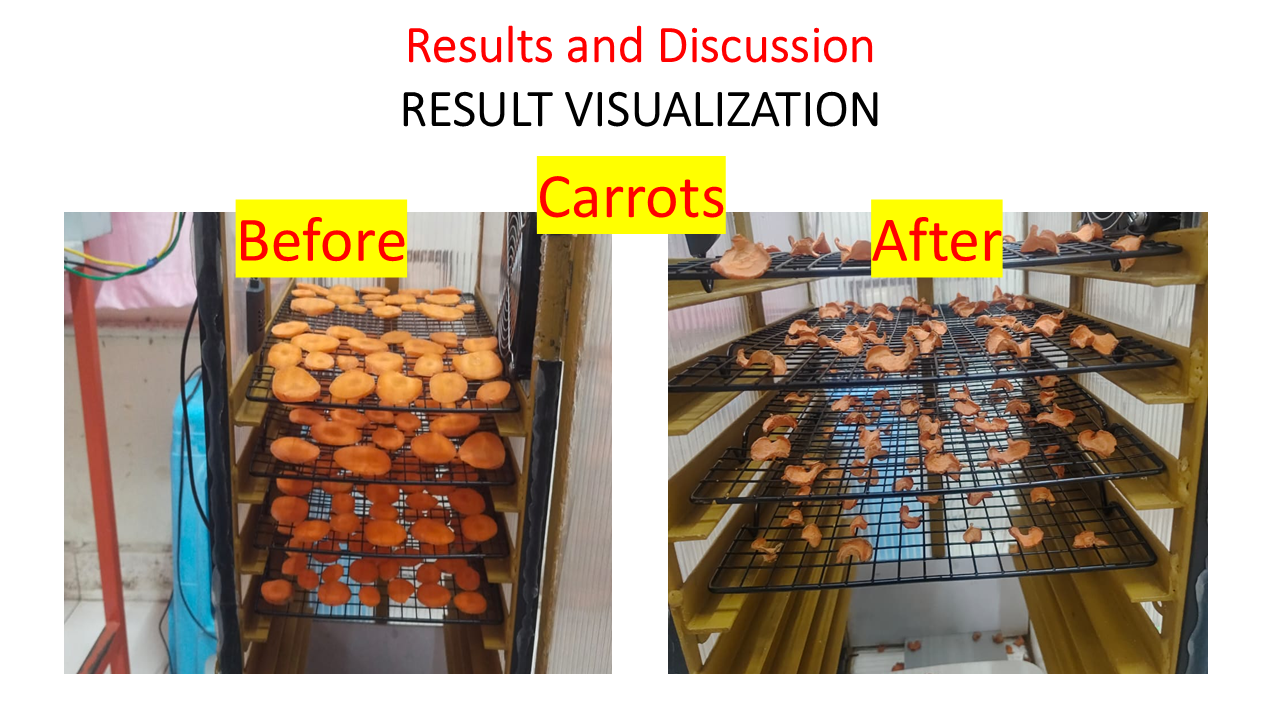 Results and Discussion
RESULT VISUALIZATION
Carrots
Before
After